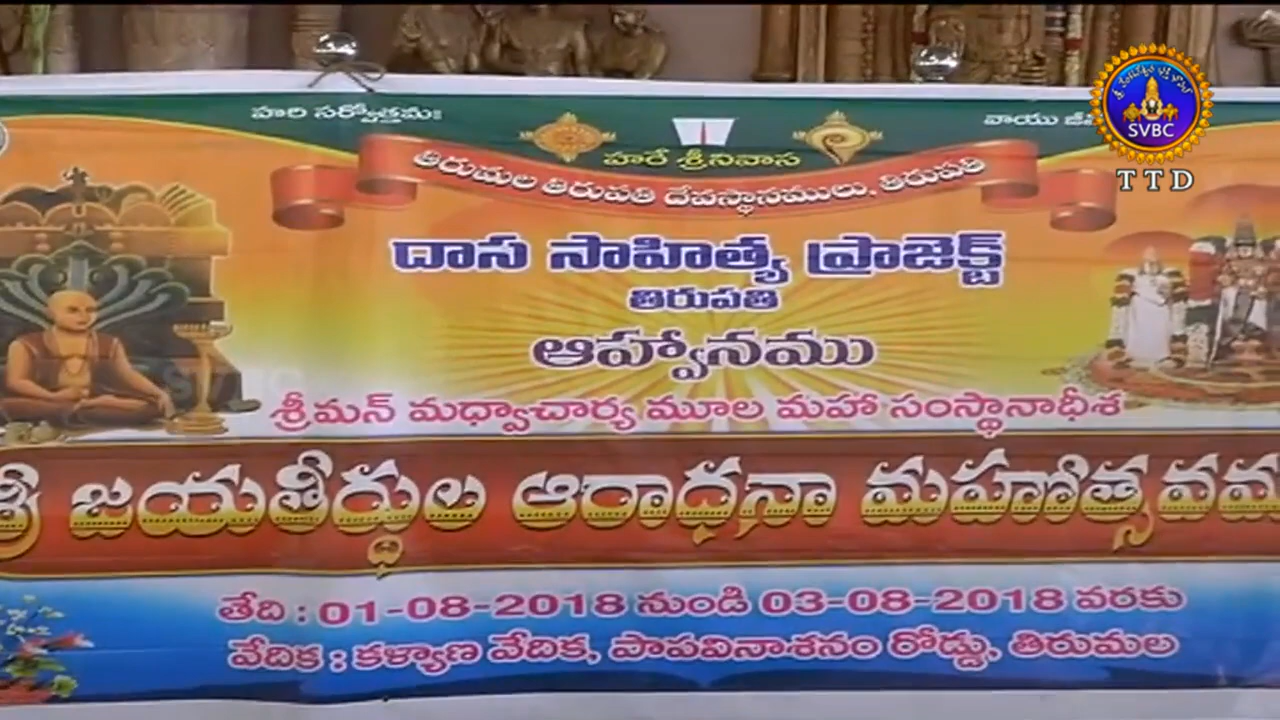 హరి సర్వోత్తమః
వాయు
SVBC
TTD
హరే శ్రీనివాస
తిరుమల తిరుపతి దేవస్థానములు, తిరుపతి
దాస సాహిత్య ప్రాజెక్ట్
తిరుపతి
ఆహ్వానము
శ్రీమన్ మధ్వాచార్య మూల మహా సంస్థానాధీశ
శ్రీ జయతీర్థుల ఆరాధనా మహోత్సవము
తేది : 01-08-2018 నుండి 03-08-2018 వరకు
వేదిక : కళ్యాణ వేదిక, పాపవినాశనం రోడ్డు, తిరుమల